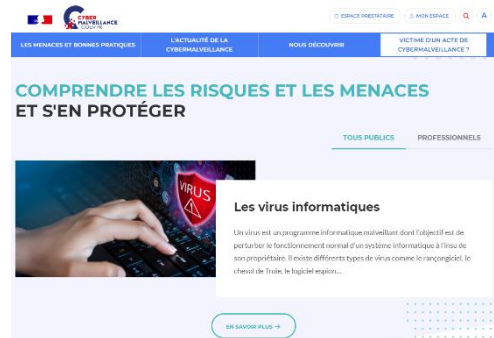 CYBER
MALVEILLANCE
.GOUV.FR
ESPACE PRESTATAIRE
MON ESPACE
A
LES MENACES ET BONNES PRATIQUES
L'ACTUALITÉ DE LA
CYBERMALVEILLANCE
NOUS DÉCOUVRIR
VICTIME D'UN ACTE DE
CYBERMALVEILLANCE ?
COMPRENDRE LES RISQUES ET LES MENACES
ET S'EN PROTÉGER
TOUS PUBLICS
PROFESSIONNELS
VIRUS
Les virus informatiques
Un virus est un programme informatique malveillant dont l'objectif est de
perturber le fonctionnement normal d'un système informatique à l'insu de
son propriétaire. Il existe différents types de virus comme le rançongiciel, le
cheval de Troie, le logiciel espion...
EN SAVOIR PLUS →